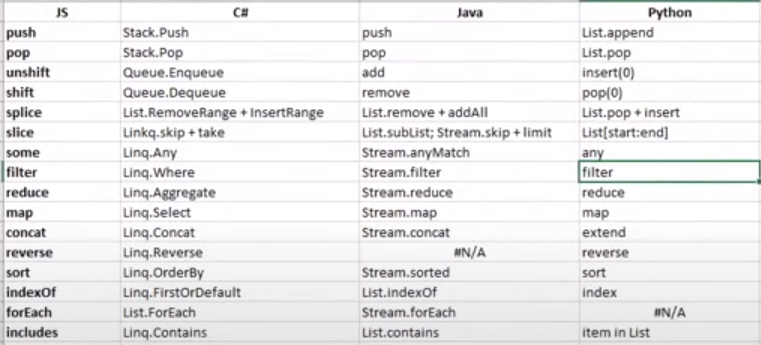 JS C# Java Python
push Stack.Push push List.append
pop Stack.Pop pop List.pop
unshift Queue.Enqueue add insert(0)
shift Queue.Dequeue remove pop(0)
splice List.RemoveRange + InsertRange List.remove + addAll List.pop + insert
slice Linkq.skip + take List.subList; Stream.skip + limit List[start:end]
some Linq.Any Stream.anyMatch any
filter Linq.Where Stream.filter filter
reduce Linq.Aggregate Stream.reduce reduce
map Linq.Select Stream.map map
concat Linq.Concat Stream.concat extend
reverse Linq.Reverse #N/A reverse
sort Linq.OrderBy Stream.sorted sort
indexOf Linq.FirstOrDefault List.indexOf index
forEach List.ForEach Stream.forEach #N/A
includes Linq.Contains List.contains item in List